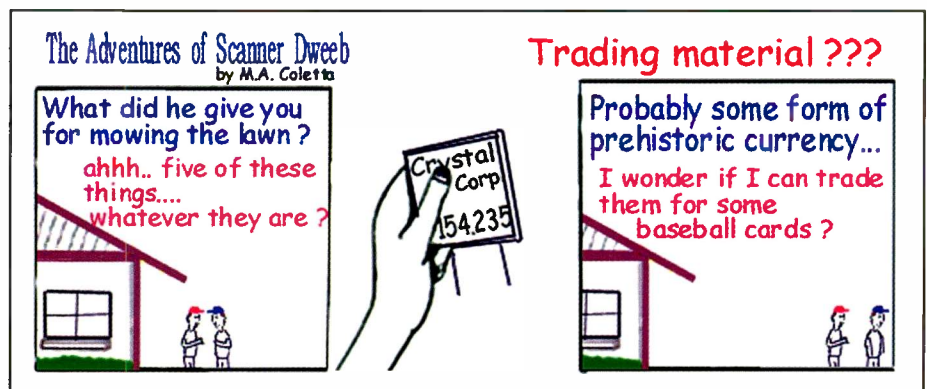 The Adventures of Scanner Dweeb
by M.A. Coletta
Trading material ???
What did he give you
for mowing the lawn ?
ahhh.. five of these
things....
whatever they are ?
Crystal
Corp
154.235
Probably some form of
prehistoric currency...
I wonder if I can trade
them for some
baseball cards ?